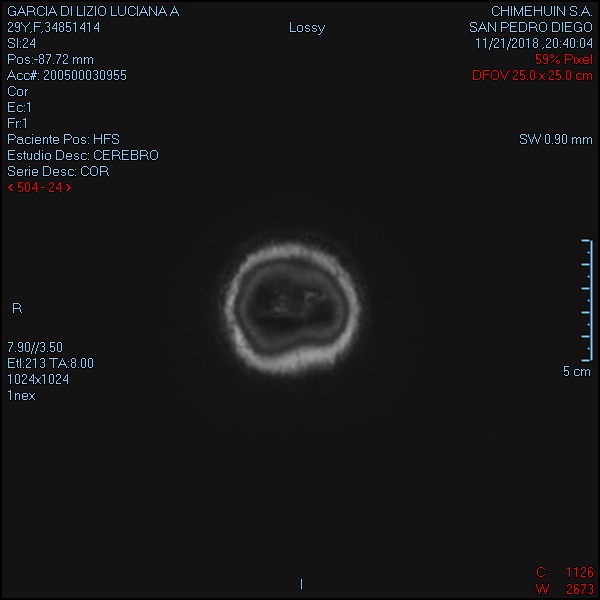 GARCIA DI LIZIO LUCIANA A
29Y,F,34851414
Sl:24
Pos:-87.72 mm
Acc#: 200500030955
Cor
Ec:1
Fr:1
Paciente Pos: HFS
Estudio Desc: CEREBRO
Serie Desc: COR
< 504 - 24 >
Lossy
CHIMEHUIN S.A.
SAN PEDRO DIEGO
11/21/2018 ,20:40:04
59% Pixel
DFOV 25.0 x 25.0 cm
SW 0.90 mm
R
7.90//3.50
Etl:213 TA:8.00
1024x1024
1nex
5 cm
I
C 1126
W 2673